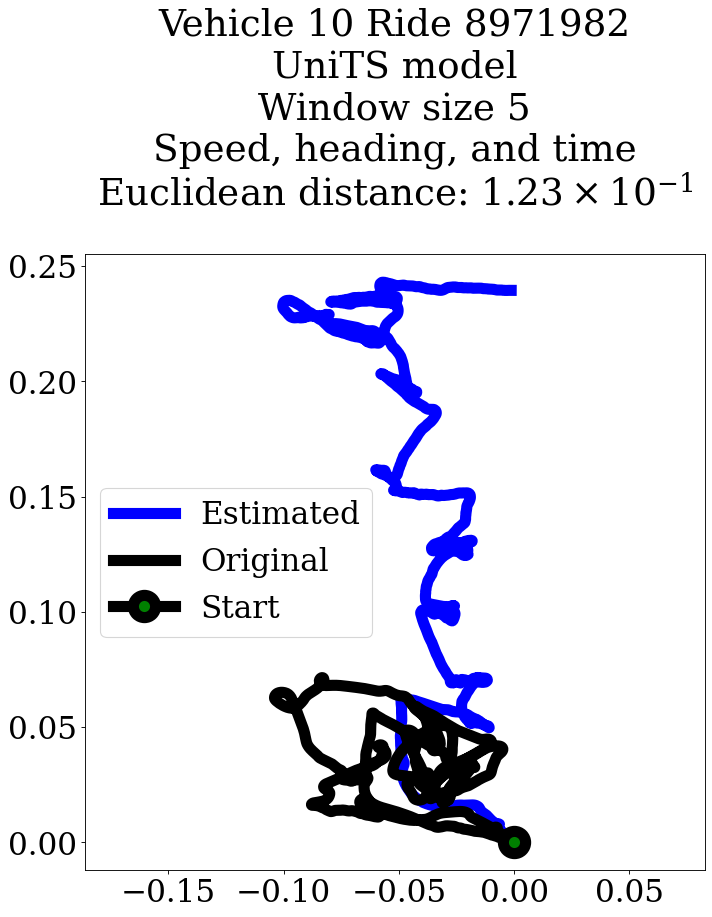 Vehicle 10 Ride 8971982
UniTS model
Window size 5
Speed, heading, and time
Euclidean distance: 1.23 × 10⁻¹
0.25
0.20
0.15
0.10
0.05
0.00
Estimated
Original
Start
−0.15 −0.10 −0.05 0.00 0.05